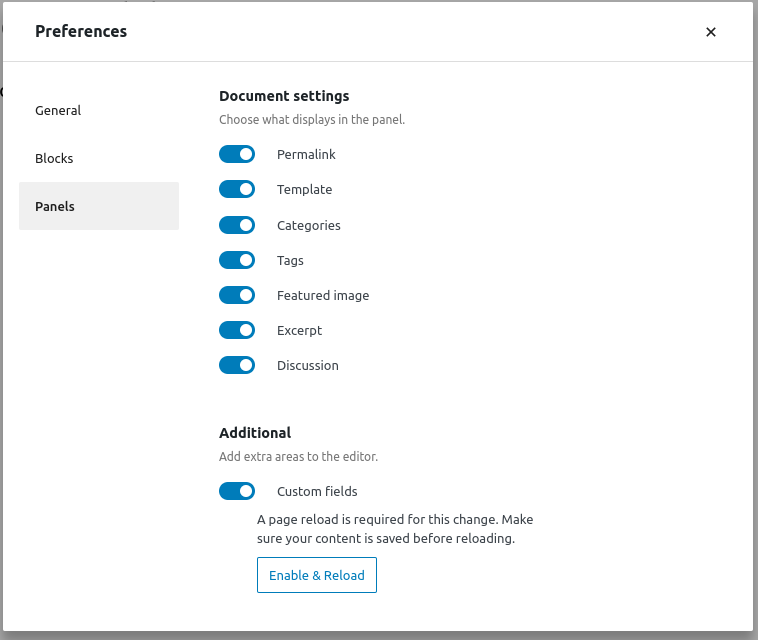 Preferences
General
Blocks
Panels
Document settings
Choose what displays in the panel.
Permalink
Template
Categories
Tags
Featured image
Excerpt
Discussion
Additional
Add extra areas to the editor.
Custom fields
A page reload is required for this change. Make
sure your content is saved before reloading.
Enable & Reload